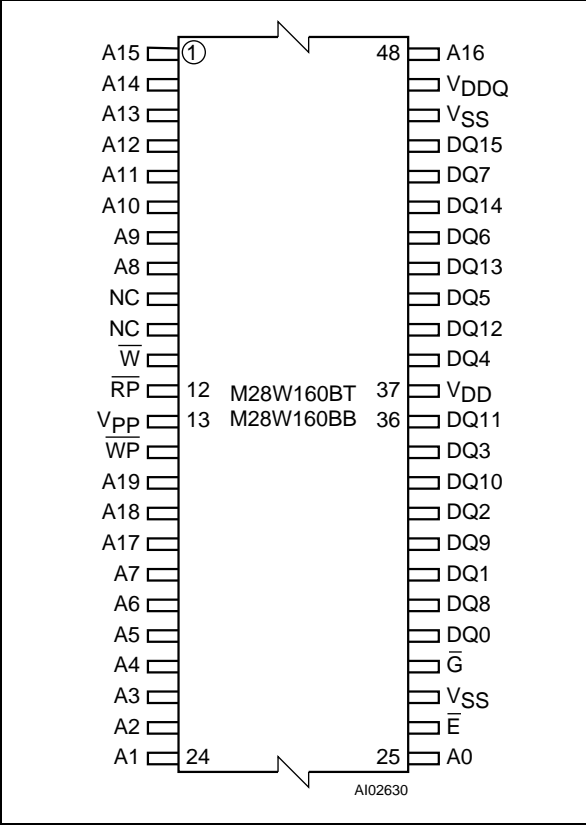 A15 1 48 A16
A14 VDDQ
A13 VSS
A12 DQ15
A11 DQ7
A10 DQ14
A9 DQ6
A8 DQ13
NC DQ5
NC DQ12
W̅ DQ4
R̅P̅ 12 M28W160BT 37 VDD
VPP 13 M28W160BB 36 DQ11
W̅P̅ DQ3
A19 DQ10
A18 DQ2
A17 DQ9
A7 DQ1
A6 DQ8
A5 DQ0
A4 G̅
A3 VSS
A2 E̅
A1 24 25 A0
AI02630